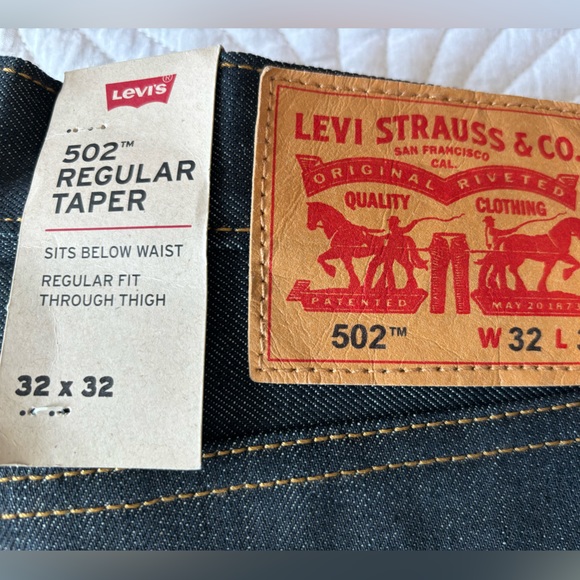 Levi's®
502™
REGULAR
TAPER
SITS BELOW WAIST
REGULAR FIT
THROUGH THIGH
32 x 32
LEVI STRAUSS & CO.
SAN FRANCISCO
CAL.
ORIGINAL RIVETED
QUALITY CLOTHING
PATENTED MAY 20 187
502™ W 32 L